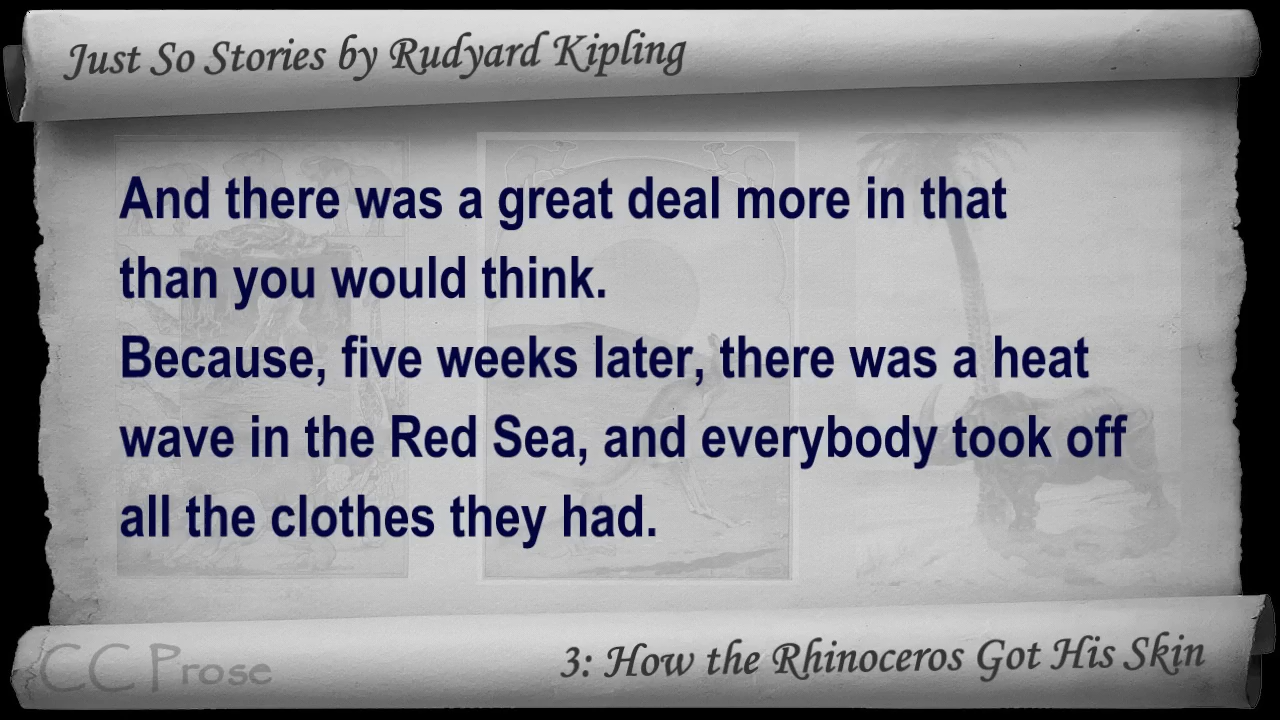 Just So Stories by Rudyard Kipling
And there was a great deal more in that
than you would think.
Because, five weeks later, there was a heat
wave in the Red Sea, and everybody took off
all the clothes they had.
CC Prose
3: How the Rhinoceros Got His Skin